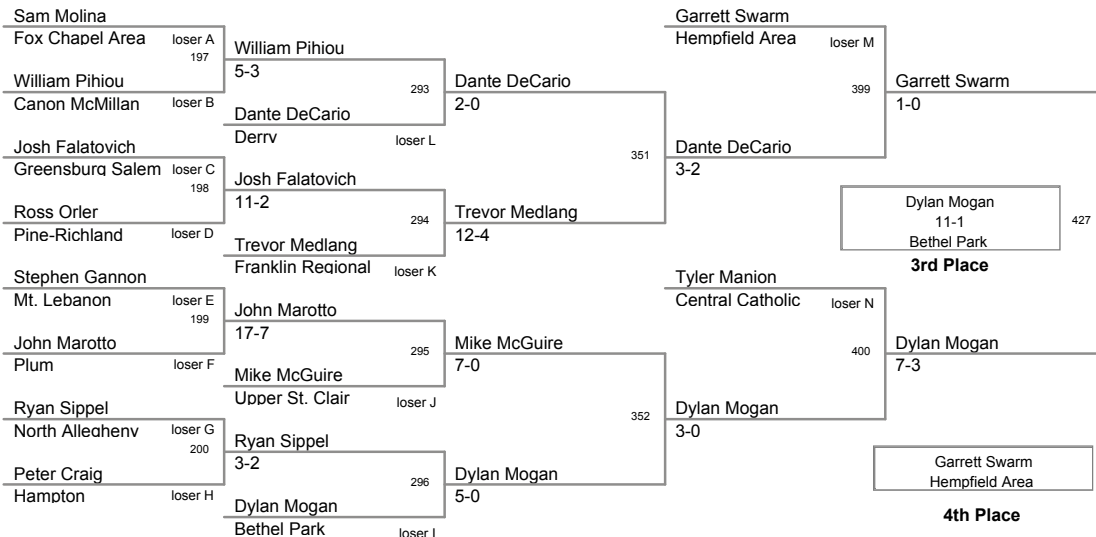 Sam Molina
Fox Chapel Area loser A
197
William Pihiou
Canon McMillan loser B
Josh Falatovich
Greensburg Salem loser C
198
Ross Orler
Pine-Richland loser D
Stephen Gannon
Mt. Lebanon loser E
199
John Marotto
Plum loser F
Ryan Sippel
North Allegheny loser G
200
Peter Craig
Hampton loser H
William Pihiou
5-3
293
Dante DeCario
Derry loser L
Josh Falatovich
11-2
294
Trevor Medlang
Franklin Regional loser K
John Marotto
17-7
295
Mike McGuire
Upper St. Clair loser J
Ryan Sippel
3-2
296
Dylan Mogan
Bethel Park loser I
Dante DeCario
2-0
351
Trevor Medlang
12-4
Mike McGuire
7-0
352
Dylan Mogan
5-0
Garrett Swarm
Hempfield Area loser M
399
Dante DeCario
3-2
Tyler Manion
Central Catholic loser N
400
Dylan Mogan
3-0
Garrett Swarm
1-0
Dylan Mogan
11-1
Bethel Park
427
3rd Place
Dylan Mogan
7-3
Garrett Swarm
Hempfield Area
4th Place